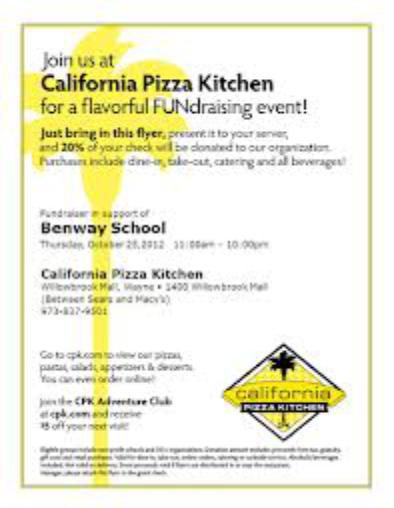 Join us at
California Pizza Kitchen
for a flavorful FUNdraising event!
Just bring in this flyer, present it to your server,
and 20% of your check will be donated to our organization.
Purchases include dine-in, take-out, catering and all beverages!
Fundraiser in support of
Benway School
Thursday, October 25, 2012 11:00am - 10:00pm
California Pizza Kitchen
Willowbrook Mall, Wayne • 1400 Willowbrook Mall
(Between Sears and Macy's)
973-837-9501
Go to cpk.com to view our pizzas,
pastas, salads, appetizers & desserts.
You can even order online!
Join the CPK Adventure Club
at cpk.com and receive
$5 off your next visit!
california
PIZZA KITCHEN